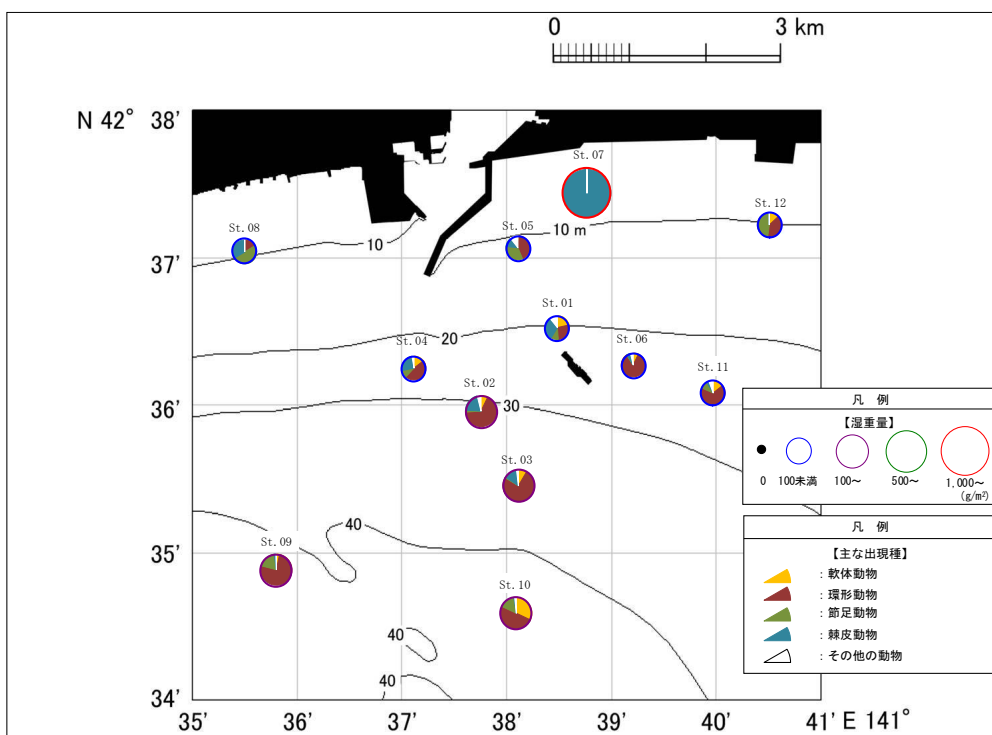 0 3 km
N 42° 38'
St.07
St.12
St.08
St.05
10 m
10
37'
St.01
20
St.04
St.06
St.11
St.02
36'
30
凡 例
【湿重量】
0 100未満 100～ 500～ 1,000～
(g/m²)
St.03
40
35'
St.09
St.10
凡 例
【主な出現種】
：軟体動物
：環形動物
：節足動物
：棘皮動物
：その他の動物
40
40
34'
35' 36' 37' 38' 39' 40' 41' E 141°